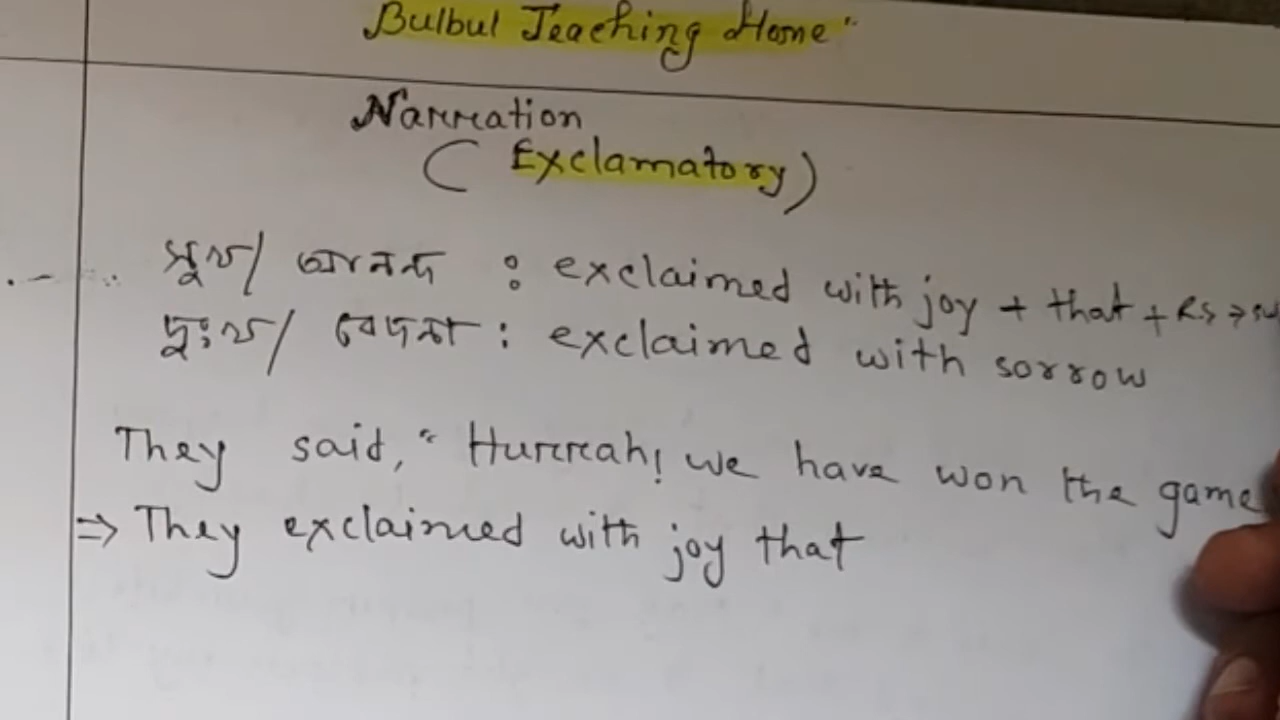 Bulbul Teaching Home"
Narration
(Exclamatory)
সুখ/ আনন্দ : exclaimed with joy + that + RS →
দুঃখ/ বেদনা : exclaimed with sorrow
They said, "Hurrah! we have won the game
⇒ They exclaimed with joy that